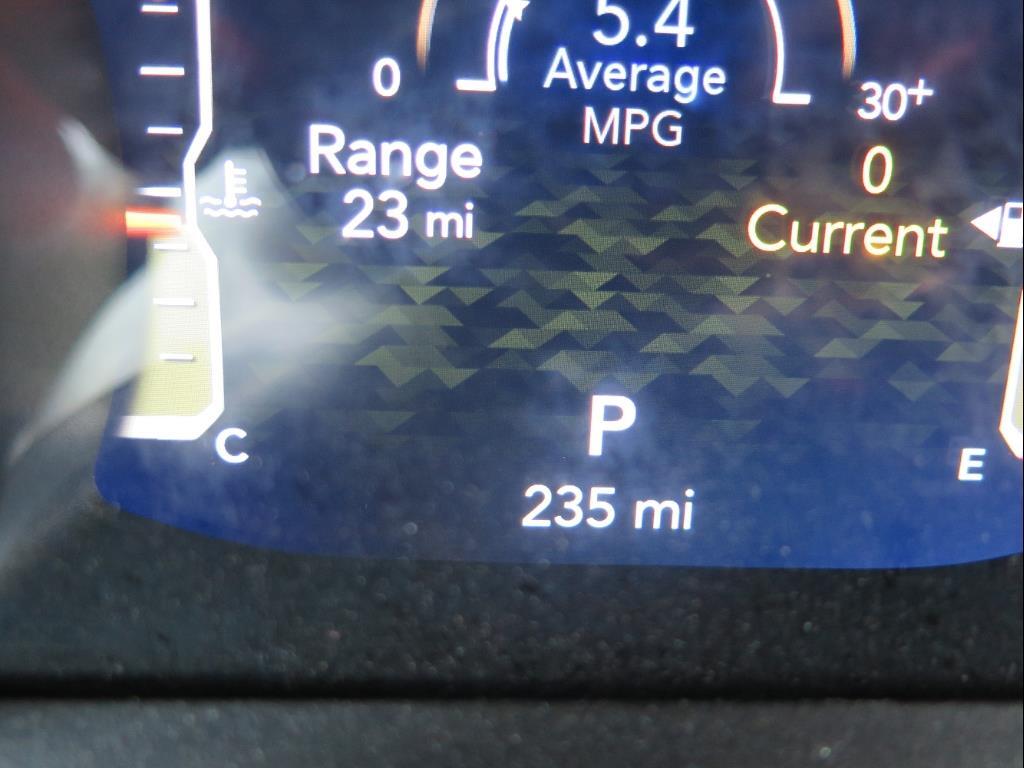 5.4
Average
MPG
0
30+
Range
23 mi
0
Current
P
C
E
235 mi